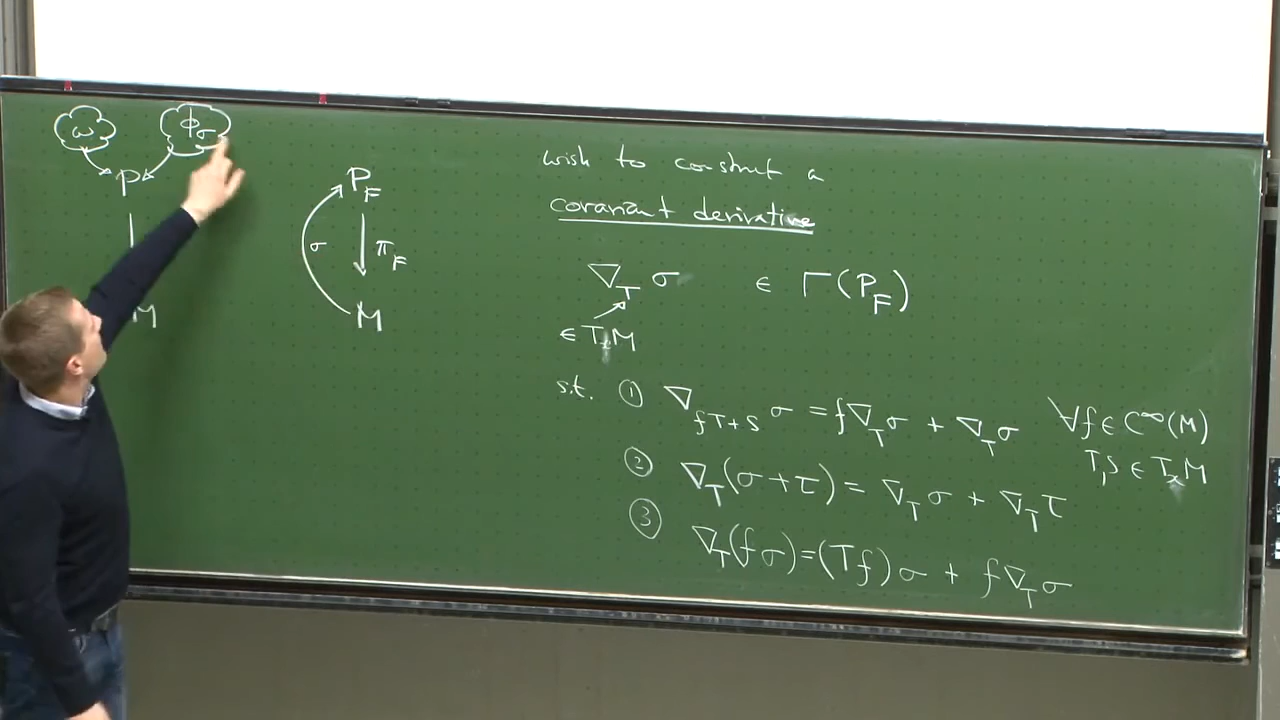 ω ϕ_σ
P
M
P_F
σ π_F
M
wish to construct a
covariant derivative
∇_T σ ∈ Γ(P_F)
∈ T_x M
s.t. ① ∇_{fT+S} σ = f∇_T σ + ∇_T σ ∀f ∈ C^∞(M)
T,S ∈ T_x M
② ∇_T(σ+τ) = ∇_T σ + ∇_T τ
③ ∇_T(fσ)=(Tf)σ + f∇_T σ